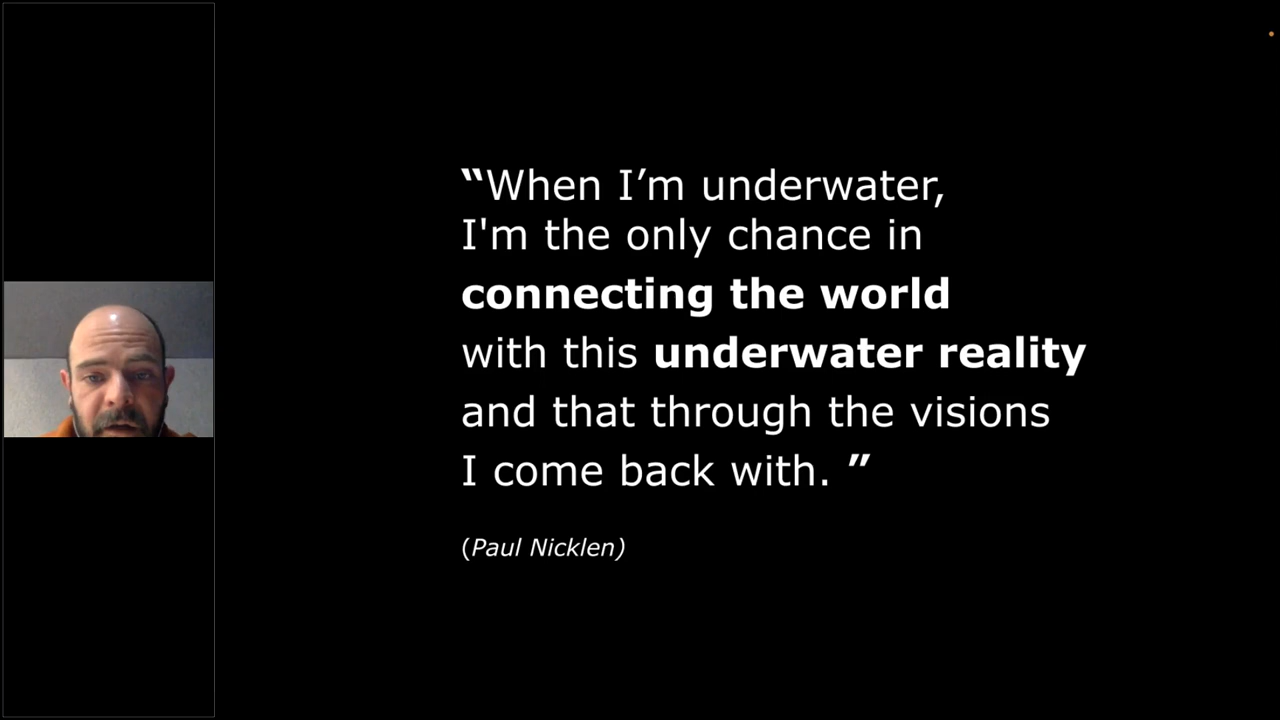 “When I’m underwater,
I'm the only chance in
connecting the world
with this underwater reality
and that through the visions
I come back with. ”
(Paul Nicklen)